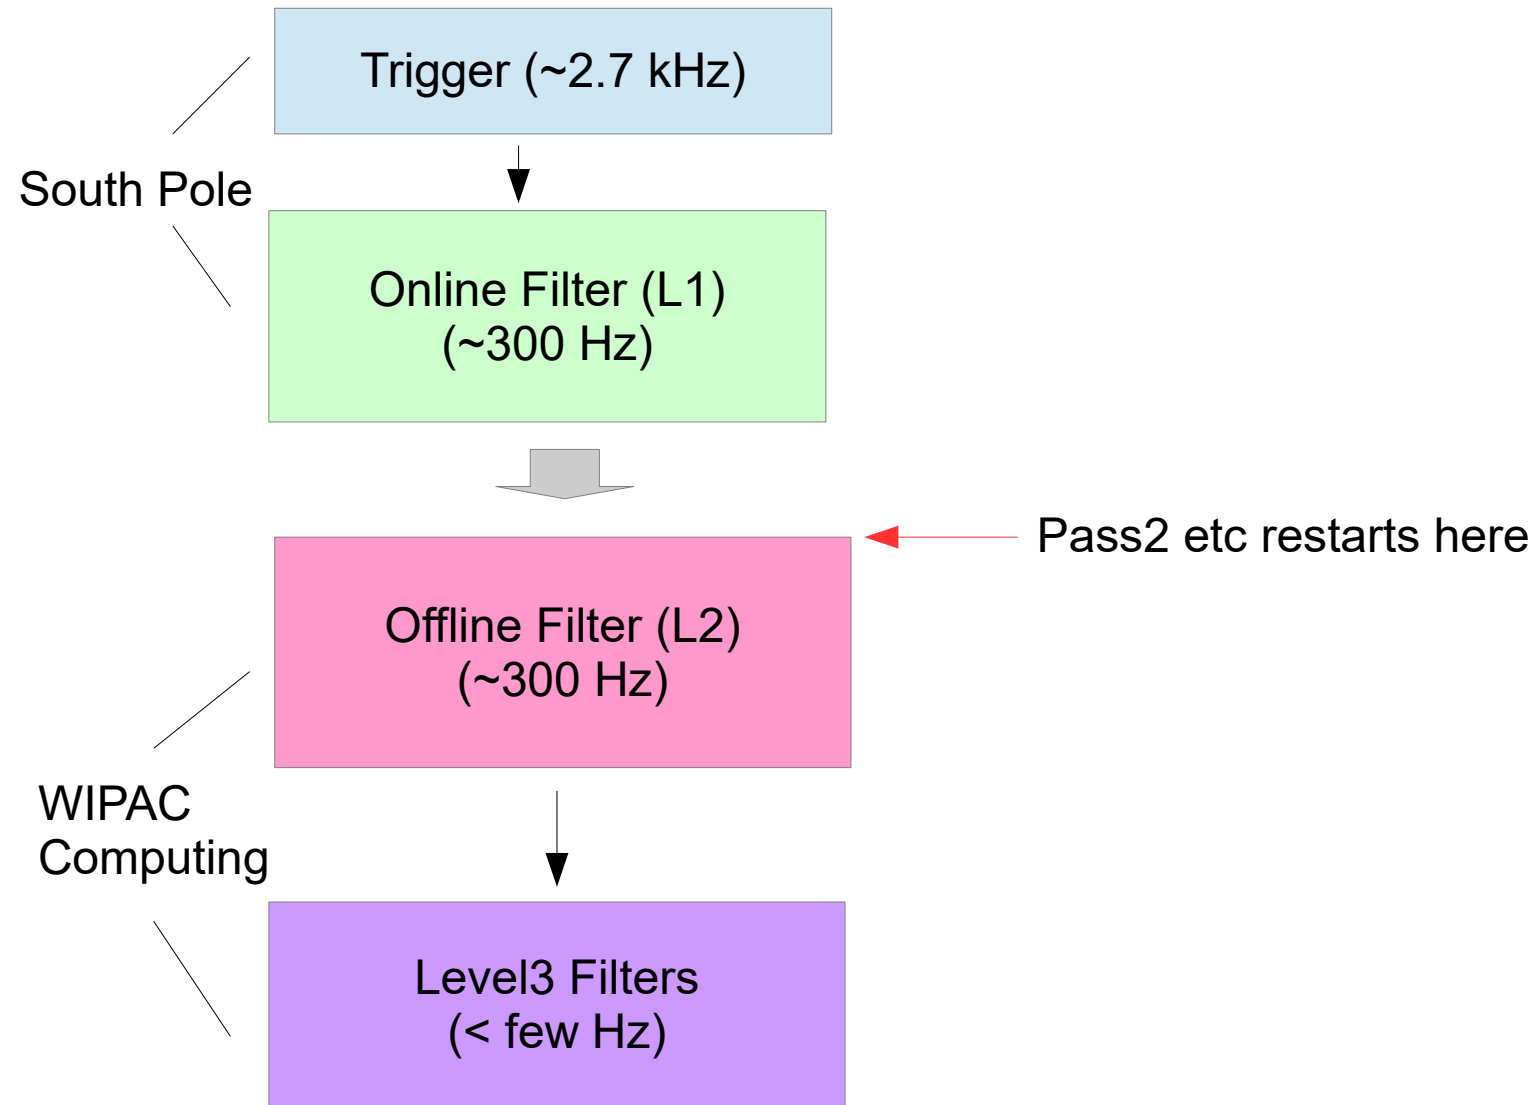 Trigger (~2.7 kHz)
South Pole
Online Filter (L1)
(~300 Hz)
Pass2 etc restarts here
Offline Filter (L2)
(~300 Hz)
WIPAC
Computing
Level3 Filters
(< few Hz)